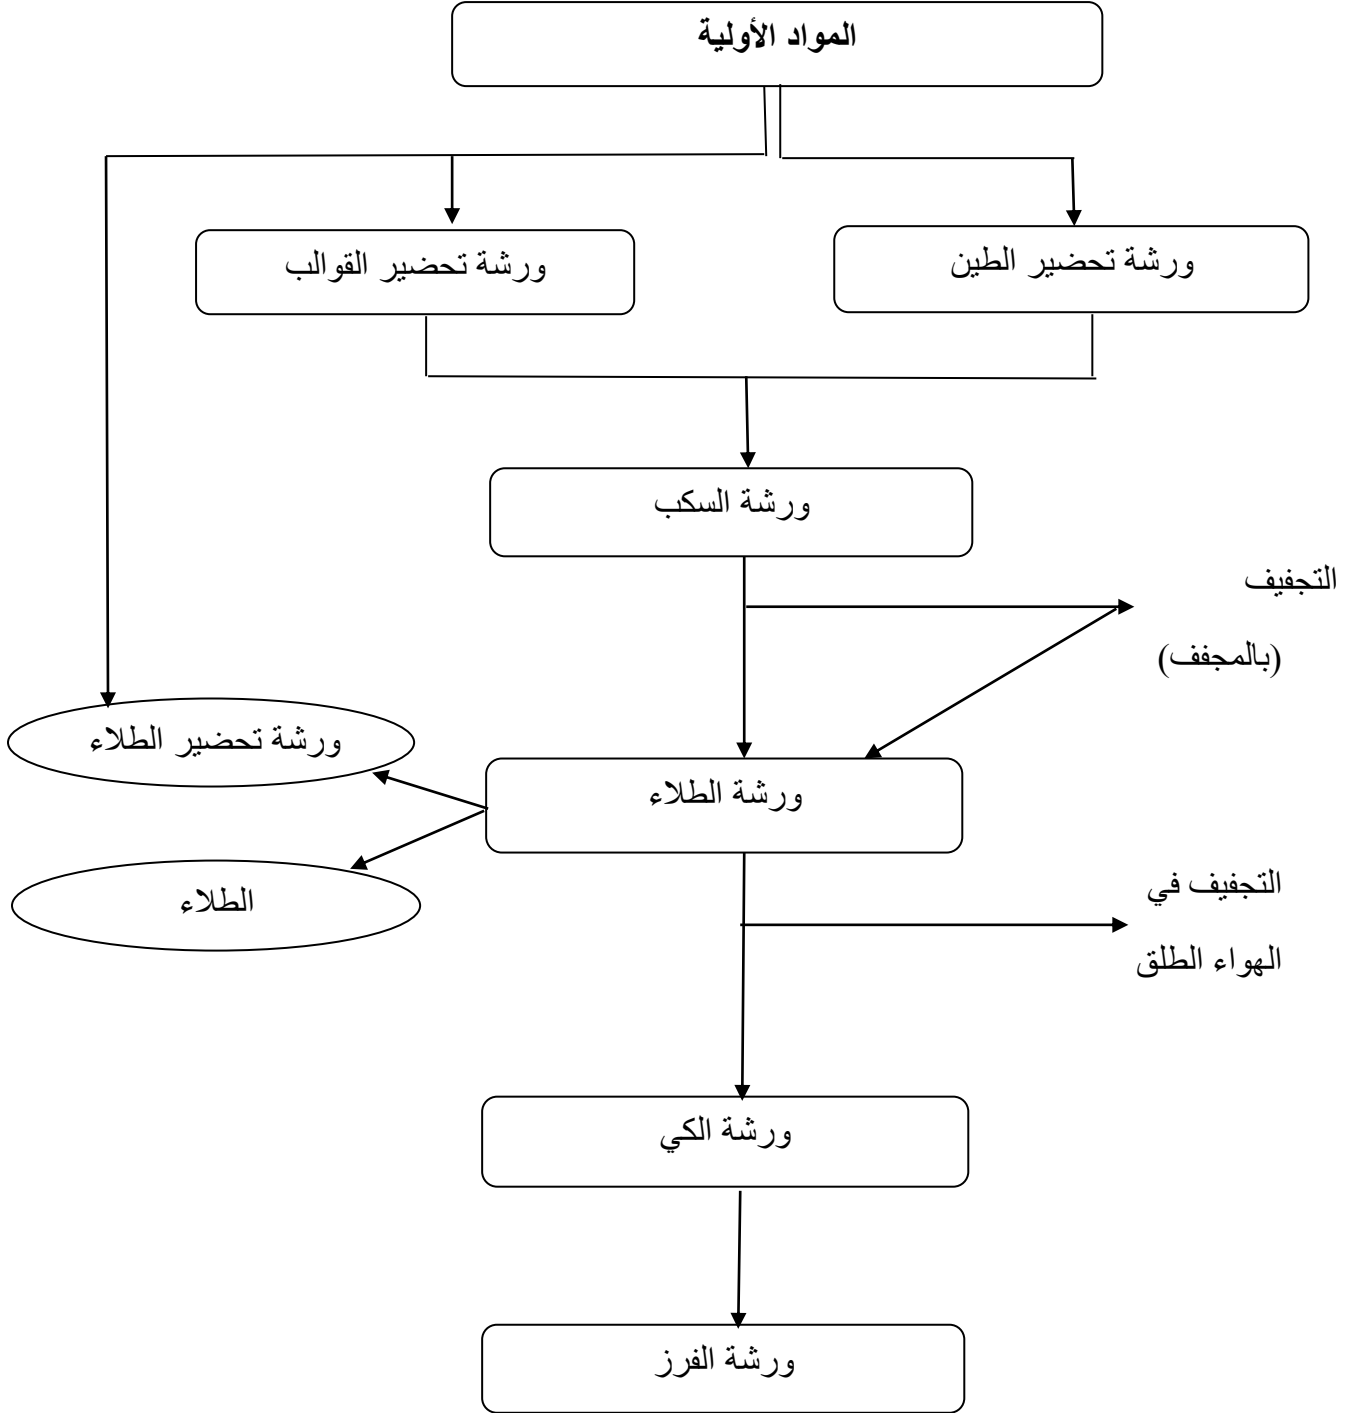 المواد الأولية
ورشة تحضير الطين
ورشة تحضير القوالب
ورشة السكب
التجفيف
(بالمجفف)
ورشة تحضير الطلاء
ورشة الطلاء
الطلاء
التجفيف في
الهواء الطلق
ورشة الكي
ورشة الفرز